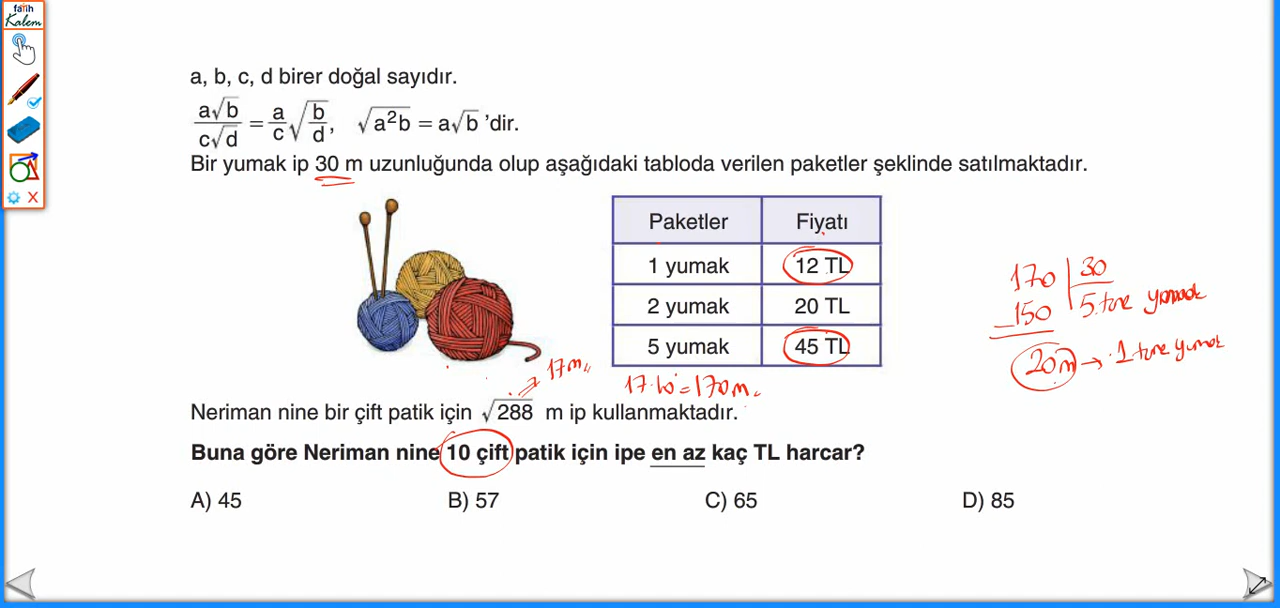 fatih
Kalem
a, b, c, d birer doğal sayıdır.
a√b / c√d = a/c √(b/d), √(a²b) = a√b 'dir.
Bir yumak ip 30 m uzunluğunda olup aşağıdaki tabloda verilen paketler şeklinde satılmaktadır.
Paketler Fiyatı
1 yumak 12 TL
2 yumak 20 TL
5 yumak 45 TL
170 | 30
-150 5 tane yumak
20m → 1 tane yumak
17m
17·10 = 170m
Neriman nine bir çift patik için √288 m ip kullanmaktadır.
Buna göre Neriman nine 10 çift patik için ipe en az kaç TL harcar?
A) 45 B) 57 C) 65 D) 85